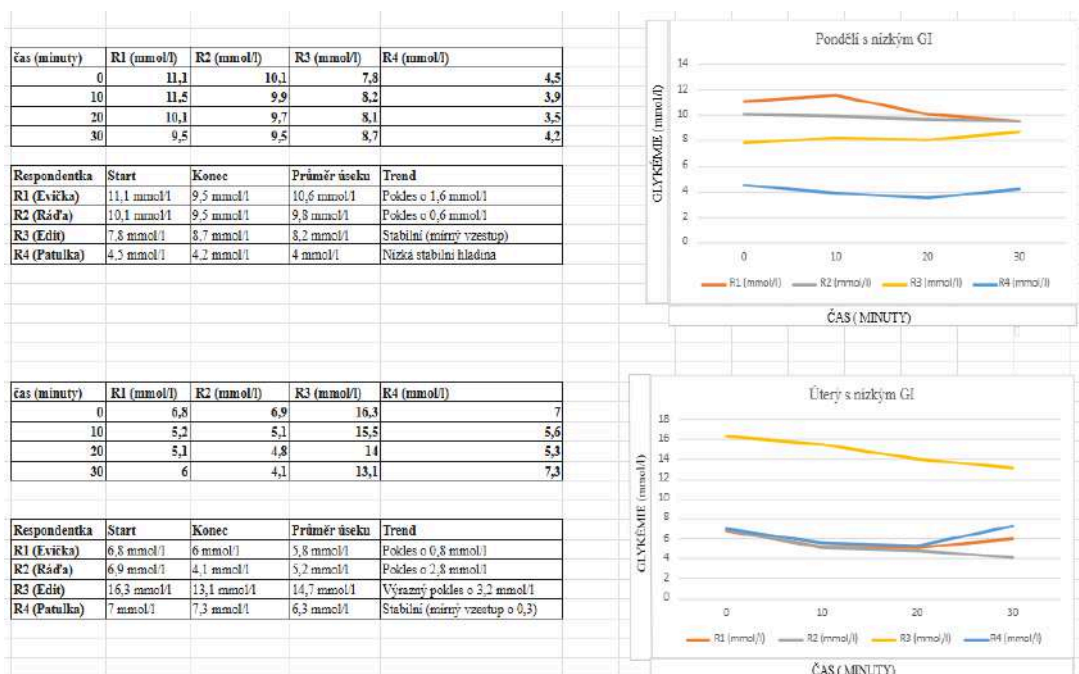 čas (minuty) R1 (mmol/l) R2 (mmol/l) R3 (mmol/l) R4 (mmol/l)
0 11,1 10,1 7,8 4,5
10 11,5 9,9 8,2 3,9
20 10,1 9,7 8,1 3,5
30 9,5 9,5 8,7 4,2
Respondentka Start Konec Průměr úseku Trend
R1 (Evička) 11,1 mmol/l 9,5 mmol/l 10,6 mmol/l Pokles o 1,6 mmol/l
R2 (Ráďa) 10,1 mmol/l 9,5 mmol/l 9,8 mmol/l Pokles o 0,6 mmol/l
R3 (Edit) 7,8 mmol/l 8,7 mmol/l 8,2 mmol/l Stabilní (mírný vzestup)
R4 (Patulka) 4,5 mmol/l 4,2 mmol/l 4 mmol/l Nízká stabilní hladina
Pondělí s nízkým GI
GLYKÉMIE (mmol/l)
14
12
10
8
6
4
2
0
0 10 20 30
R1 (mmol/l) R2 (mmol/l) R3 (mmol/l) R4 (mmol/l)
ČAS ( MINUTY)
čas (minuty) R1 (mmol/l) R2 (mmol/l) R3 (mmol/l) R4 (mmol/l)
0 6,8 6,9 16,3 7
10 5,2 5,1 15,5 5,6
20 5,1 4,8 14 5,3
30 6 4,1 13,1 7,3
Respondentka Start Konec Průměr úseku Trend
R1 (Evička) 6,8 mmol/l 6 mmol/l 5,8 mmol/l Pokles o 0,8 mmol/l
R2 (Ráďa) 6,9 mmol/l 4,1 mmol/l 5,2 mmol/l Pokles o 2,8 mmol/l
R3 (Edit) 16,3 mmol/l 13,1 mmol/l 14,7 mmol/l Výrazný pokles o 3,2 mmol/l
R4 (Patulka) 7 mmol/l 7,3 mmol/l 6,3 mmol/l Stabilní (mírný vzestup o 0,3)
Úterý s nízkým GI
GLYKÉMIE (mmol/l)
18
16
14
12
10
8
6
4
2
0
0 10 20 30
R1 (mmol/l) R2 (mmol/l) R3 (mmol/l) R4 (mmol/l)
ČAS ( MINUTY)